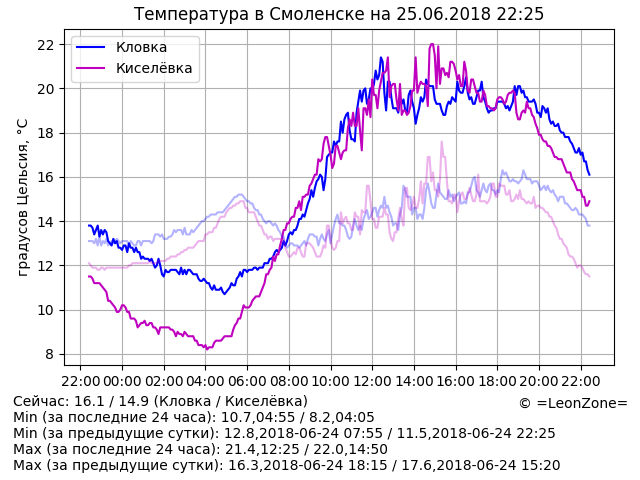 Температура в Смоленске на 25.06.2018 22:25
Кловка
Киселёвка
градусов Цельсия, °C
22
20
18
16
14
12
10
8
22:00 00:00 02:00 04:00 06:00 08:00 10:00 12:00 14:00 16:00 18:00 20:00 22:00
Сейчас: 16.1 / 14.9 (Кловка / Киселёвка)
© =LeonZone=
Min (за последние 24 часа): 10.7,04:55 / 8.2,04:05
Min (за предыдущие сутки): 12.8,2018-06-24 07:55 / 11.5,2018-06-24 22:25
Max (за последние 24 часа): 21.4,12:25 / 22.0,14:50
Max (за предыдущие сутки): 16.3,2018-06-24 18:15 / 17.6,2018-06-24 15:20